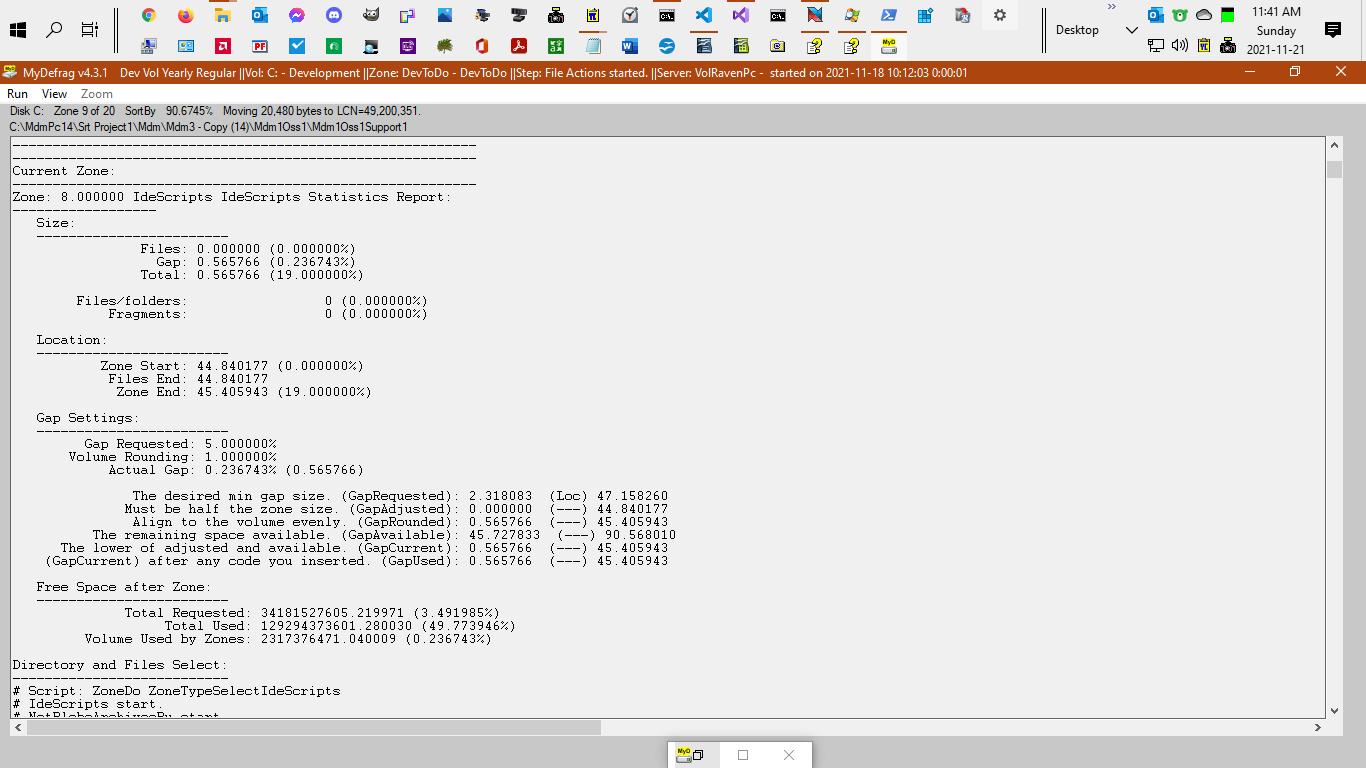 11:41 AM
Desktop
Sunday
2021-11-21
MyDefrag v4.3.1 Dev Vol Yearly Regular ||Vol: C: - Development ||Zone: DevToDo - DevToDo ||Step: File Actions started. ||Server: VolRavenPc - started on 2021-11-18 10:12:03 0:00:01
Run View Zoom
Disk C: Zone 9 of 20 SortBy 90.6745% Moving 20,480 bytes to LCN=49,200,351.
C:\MdmPc14\Srt Project1\Mdm\Mdm3 - Copy (14)\Mdm1Oss1\Mdm1Oss1Support1
----------------------------------------------------------
----------------------------------------------------------
Current Zone:
----------------------------------------------------------
Zone: 8.000000 IdeScripts IdeScripts Statistics Report:
------------------
Size:
------------------------
Files: 0.000000 (0.000000%)
Gap: 0.565766 (0.236743%)
Total: 0.565766 (19.000000%)
Files/folders: 0 (0.000000%)
Fragments: 0 (0.000000%)
Location:
------------------------
Zone Start: 44.840177 (0.000000%)
Files End: 44.840177
Zone End: 45.405943 (19.000000%)
Gap Settings:
------------------------
Gap Requested: 5.000000%
Volume Rounding: 1.000000%
Actual Gap: 0.236743% (0.565766)
The desired min gap size. (GapRequested): 2.318083 (Loc) 47.158260
Must be half the zone size. (GapAdjusted): 0.000000 (---) 44.840177
Align to the volume evenly. (GapRounded): 0.565766 (---) 45.405943
The remaining space available. (GapAvailable): 45.727833 (---) 90.568010
The lower of adjusted and available. (GapCurrent): 0.565766 (---) 45.405943
(GapCurrent) after any code you inserted. (GapUsed): 0.565766 (---) 45.405943
Free Space after Zone:
------------------------
Total Requested: 34181527605.219971 (3.491985%)
Total Used: 129294373601.280030 (49.773946%)
Volume Used by Zones: 2317376471.040009 (0.236743%)
Directory and Files Select:
---------------------------
# Script: ZoneDo ZoneTypeSelectIdeScripts
# IdeScripts start.
# NotBlobsArchivesBu start